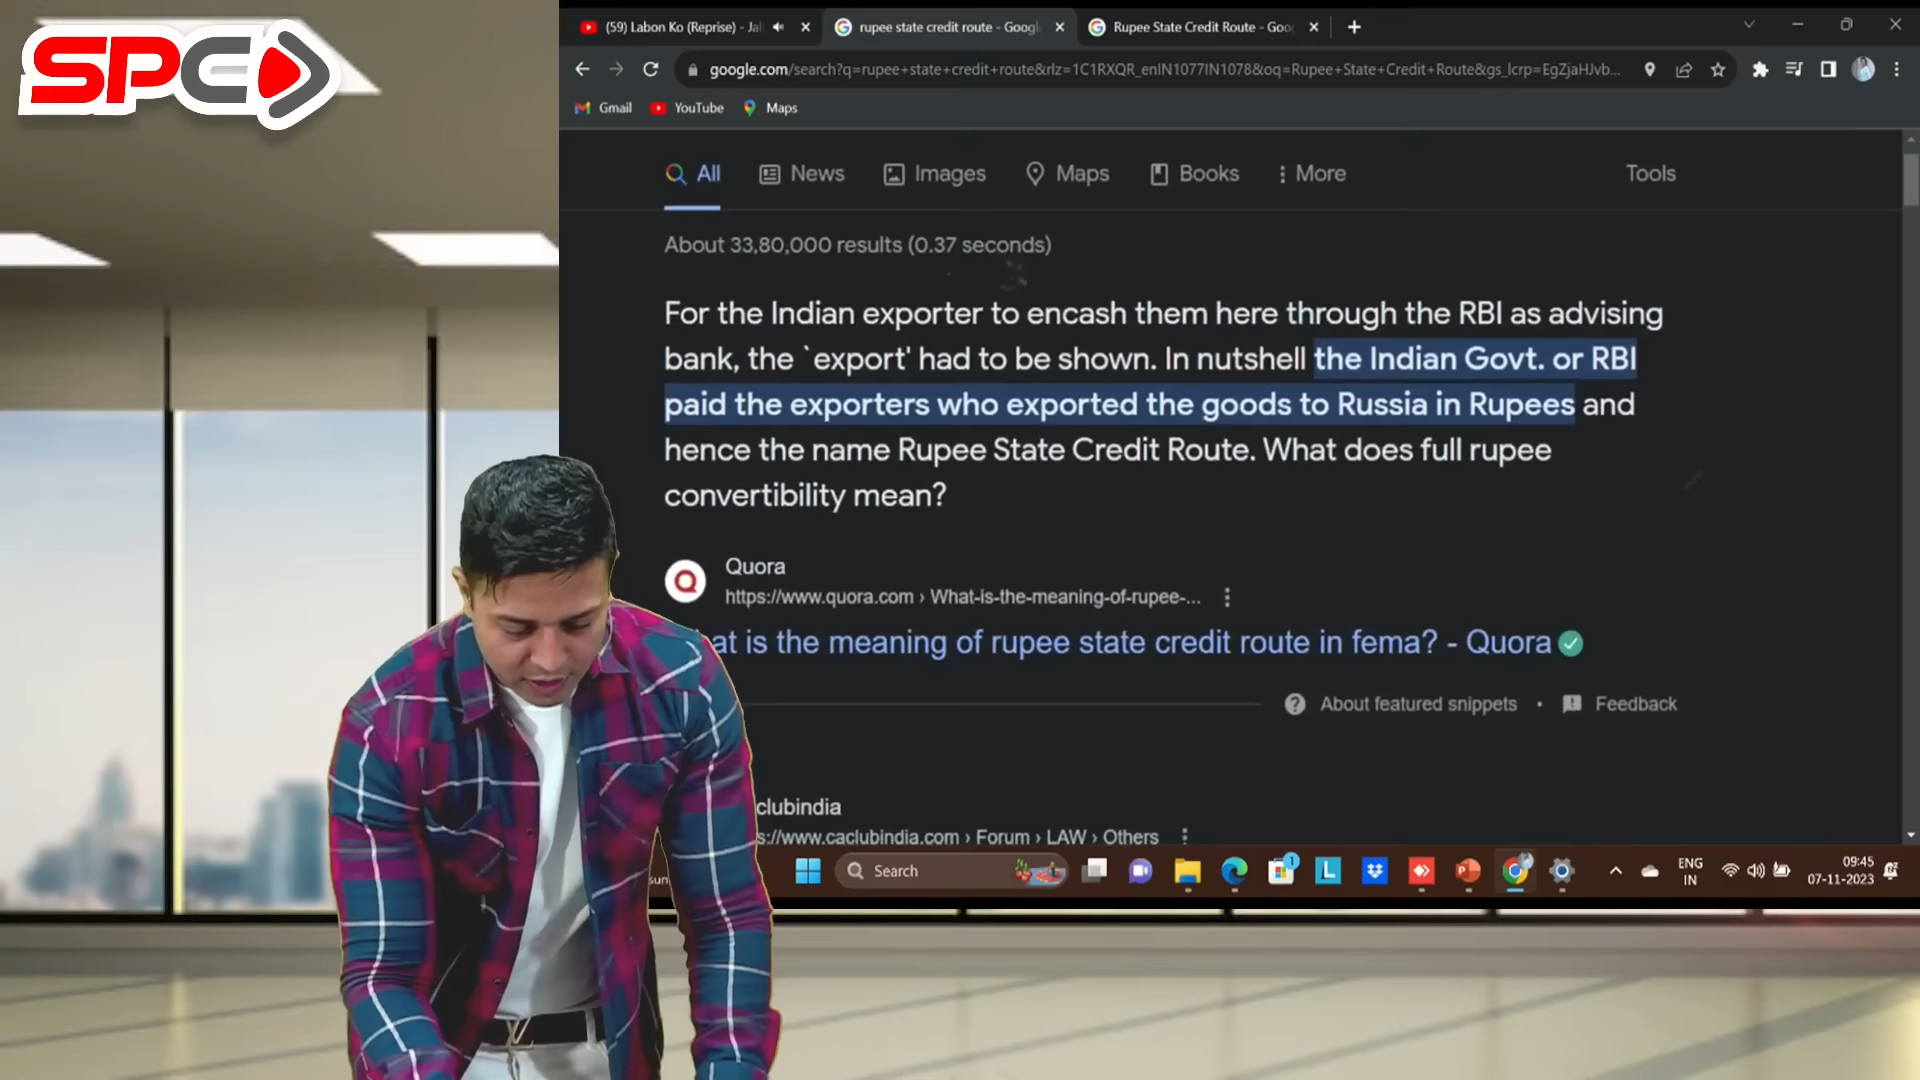 SPC
(59) Labon Ko (Reprise) - Jal
rupee state credit route - Googl
Rupee State Credit Route - Goo
google.com/search?q=rupee+state+credit+route&rlz=1C1RXQR_enIN1077IN1078&oq=Rupee+State+Credit+Route&gs_lcrp=EgZjaHJvb...
Gmail
YouTube
Maps
All
News
Images
Maps
Books
More
Tools
About 33,80,000 results (0.37 seconds)
For the Indian exporter to encash them here through the RBI as advising
bank, the `export' had to be shown. In nutshell the Indian Govt. or RBI
paid the exporters who exported the goods to Russia in Rupees and
hence the name Rupee State Credit Route. What does full rupee
convertibility mean?
Q
Quora
https://www.quora.com › What-is-the-meaning-of-rupee-...
at is the meaning of rupee state credit route in fema? - Quora
About featured snippets
Feedback
clubindia
s://www.caclubindia.com › Forum › LAW › Others
Search
1
L
ENG
IN
09:45
07-11-2023